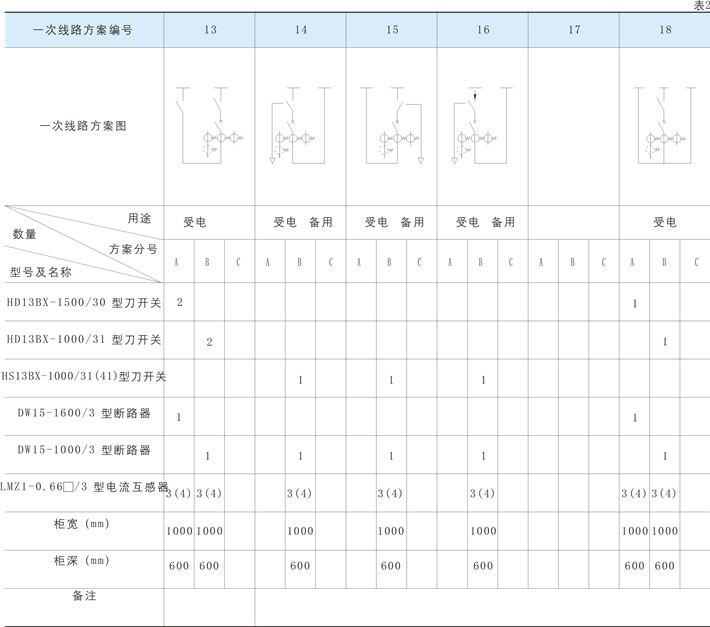 表2
一次线路方案编号 13 14 15 16 17 18
一次线路方案图
用途 受电 受电 备用 受电 备用 受电 备用 受电
数量
方案分号 A B C A B C A B C A B C A B C A B C
型号及名称
HD13BX-1500/30 型刀开关 2 1
HD13BX-1000/31 型刀开关 2 1
HS13BX-1000/31(41)型刀开关 1 1 1
DW15-1600/3 型断路器 1 1
DW15-1000/3 型断路器 1 1 1 1 1
LMZ1-0.66□/3 型电流互感器 3(4) 3(4) 3(4) 3(4) 3(4) 3(4) 3(4)
柜宽 (mm) 1000 1000 1000 1000 1000 1000 1000
柜深 (mm) 600 600 600 600 600 600 600
备注